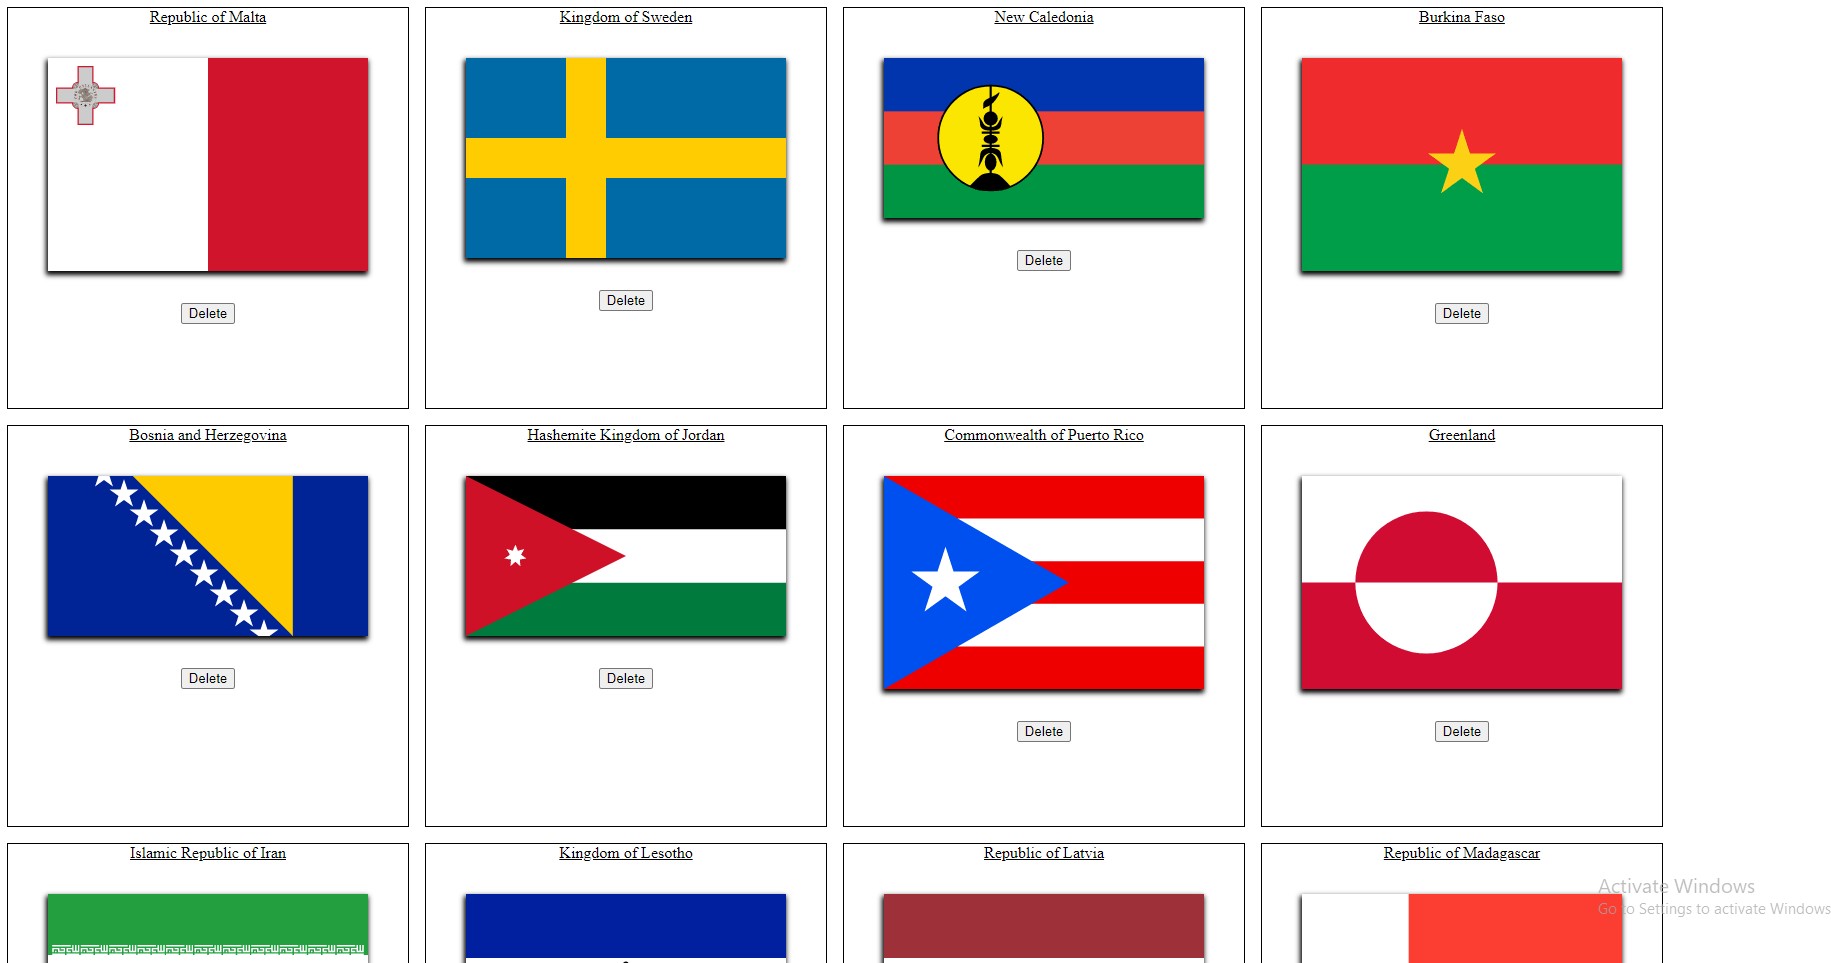 Republic of Malta
Kingdom of Sweden
New Caledonia
Burkina Faso
Delete
Delete
Delete
Delete
Bosnia and Herzegovina
Hashemite Kingdom of Jordan
Commonwealth of Puerto Rico
Greenland
Delete
Delete
Delete
Delete
Islamic Republic of Iran
Kingdom of Lesotho
Republic of Latvia
Republic of Madagascar
Activate Windows
Go to Settings to activate Windows